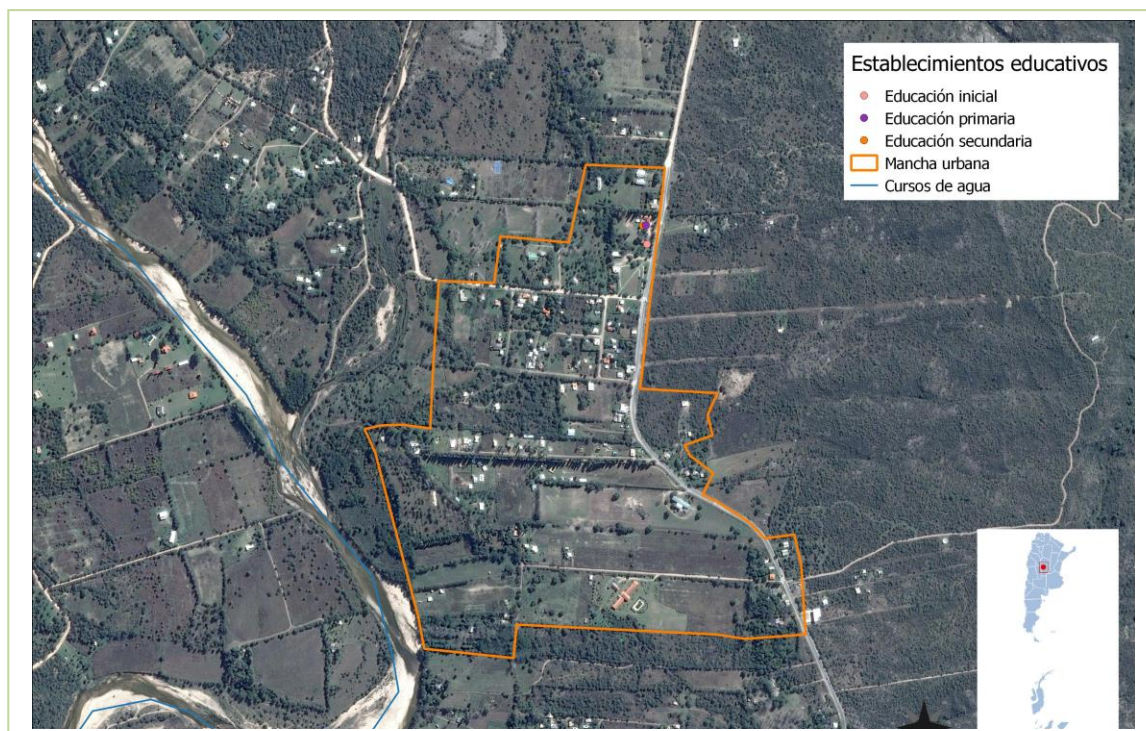 Establecimientos educativos
Educación inicial
Educación primaria
Educación secundaria
Mancha urbana
Cursos de agua